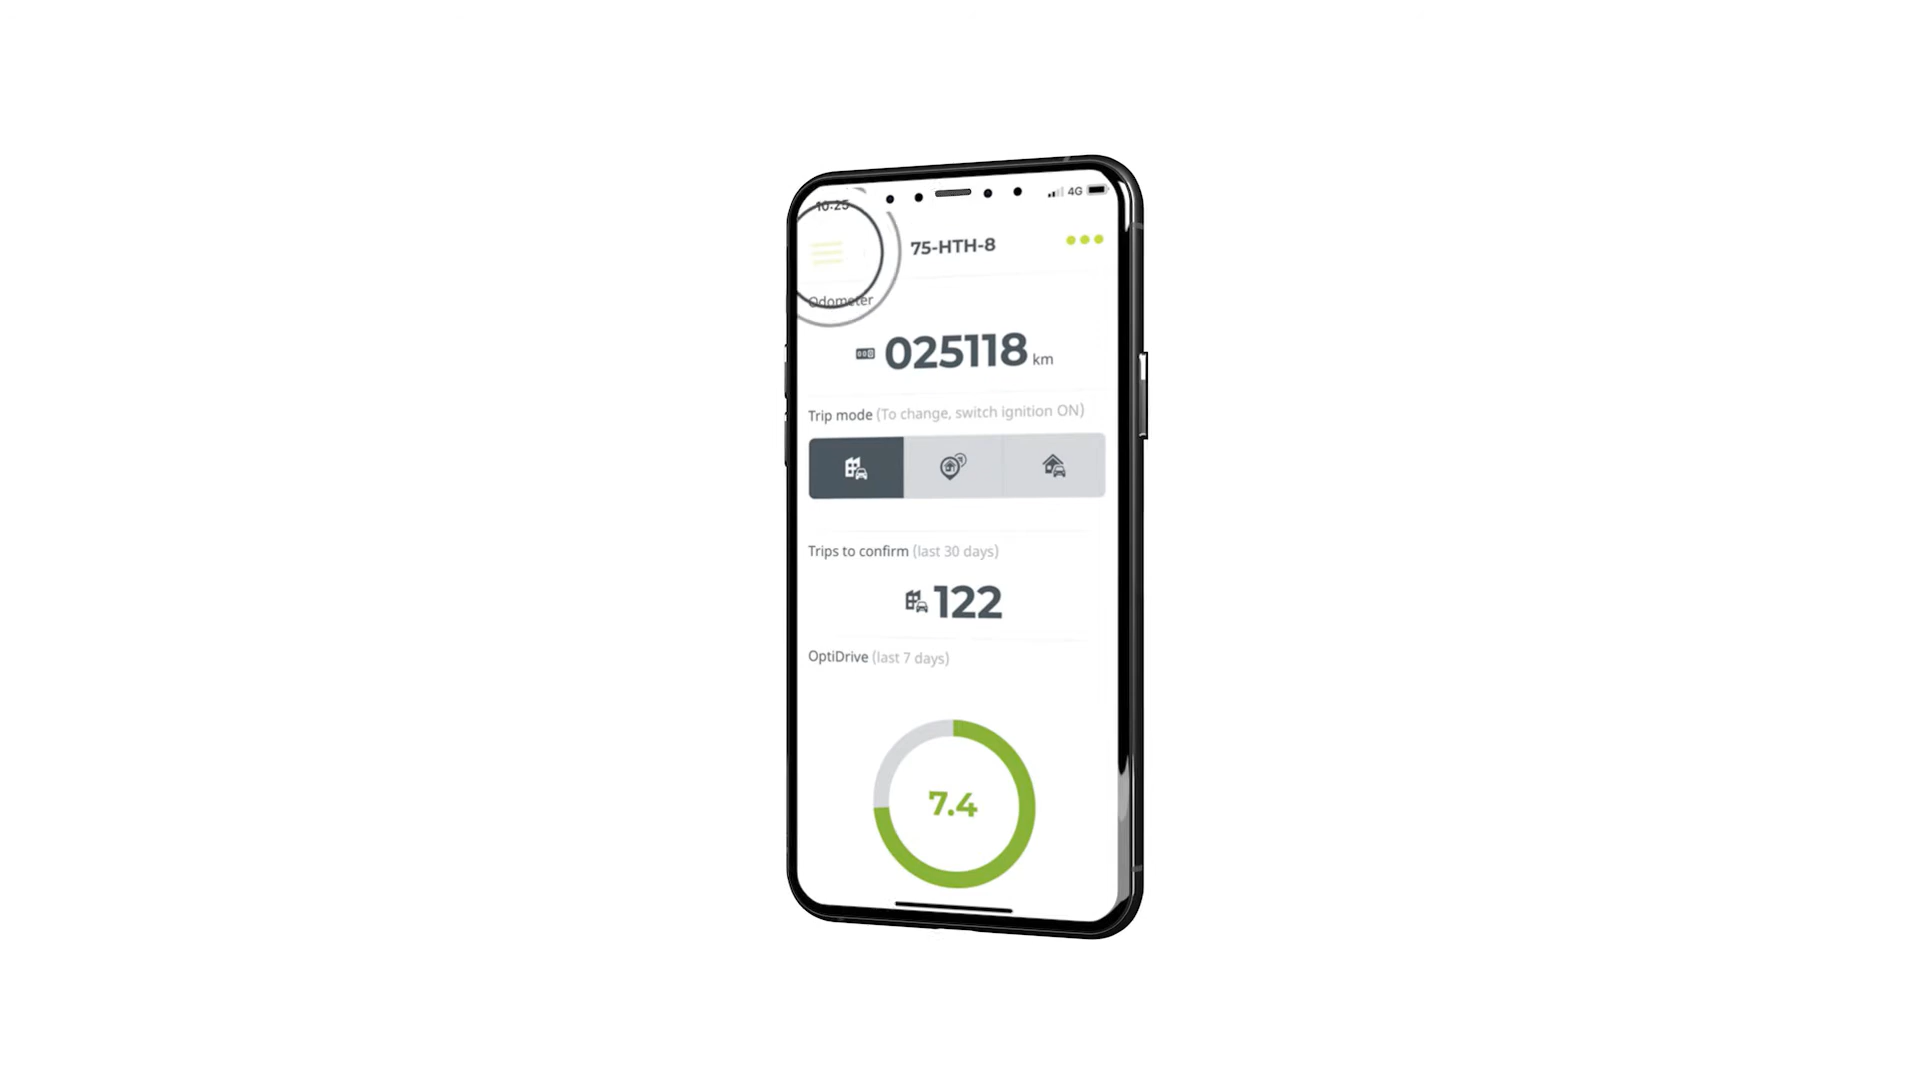 10:25
4G
75-HTH-8
Odometer
025118 km
Trip mode (To change, switch ignition ON)
Trips to confirm (last 30 days)
122
OptiDrive (last 7 days)
7.4